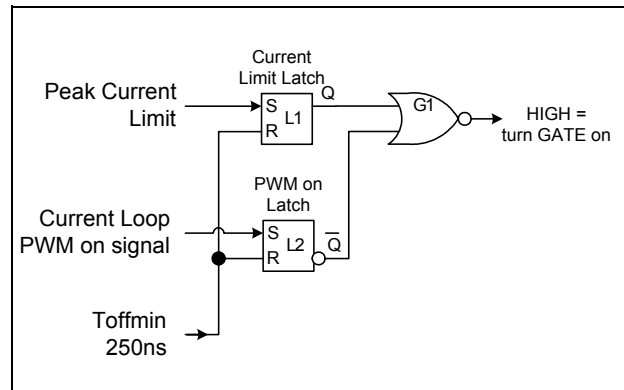 Current
Limit Latch
Peak Current
Limit
S
R
L1
Q
G1
HIGH =
turn GATE on
PWM on
Latch
Current Loop
PWM on signal
S
R
L2
Q
Toffmin
250ns